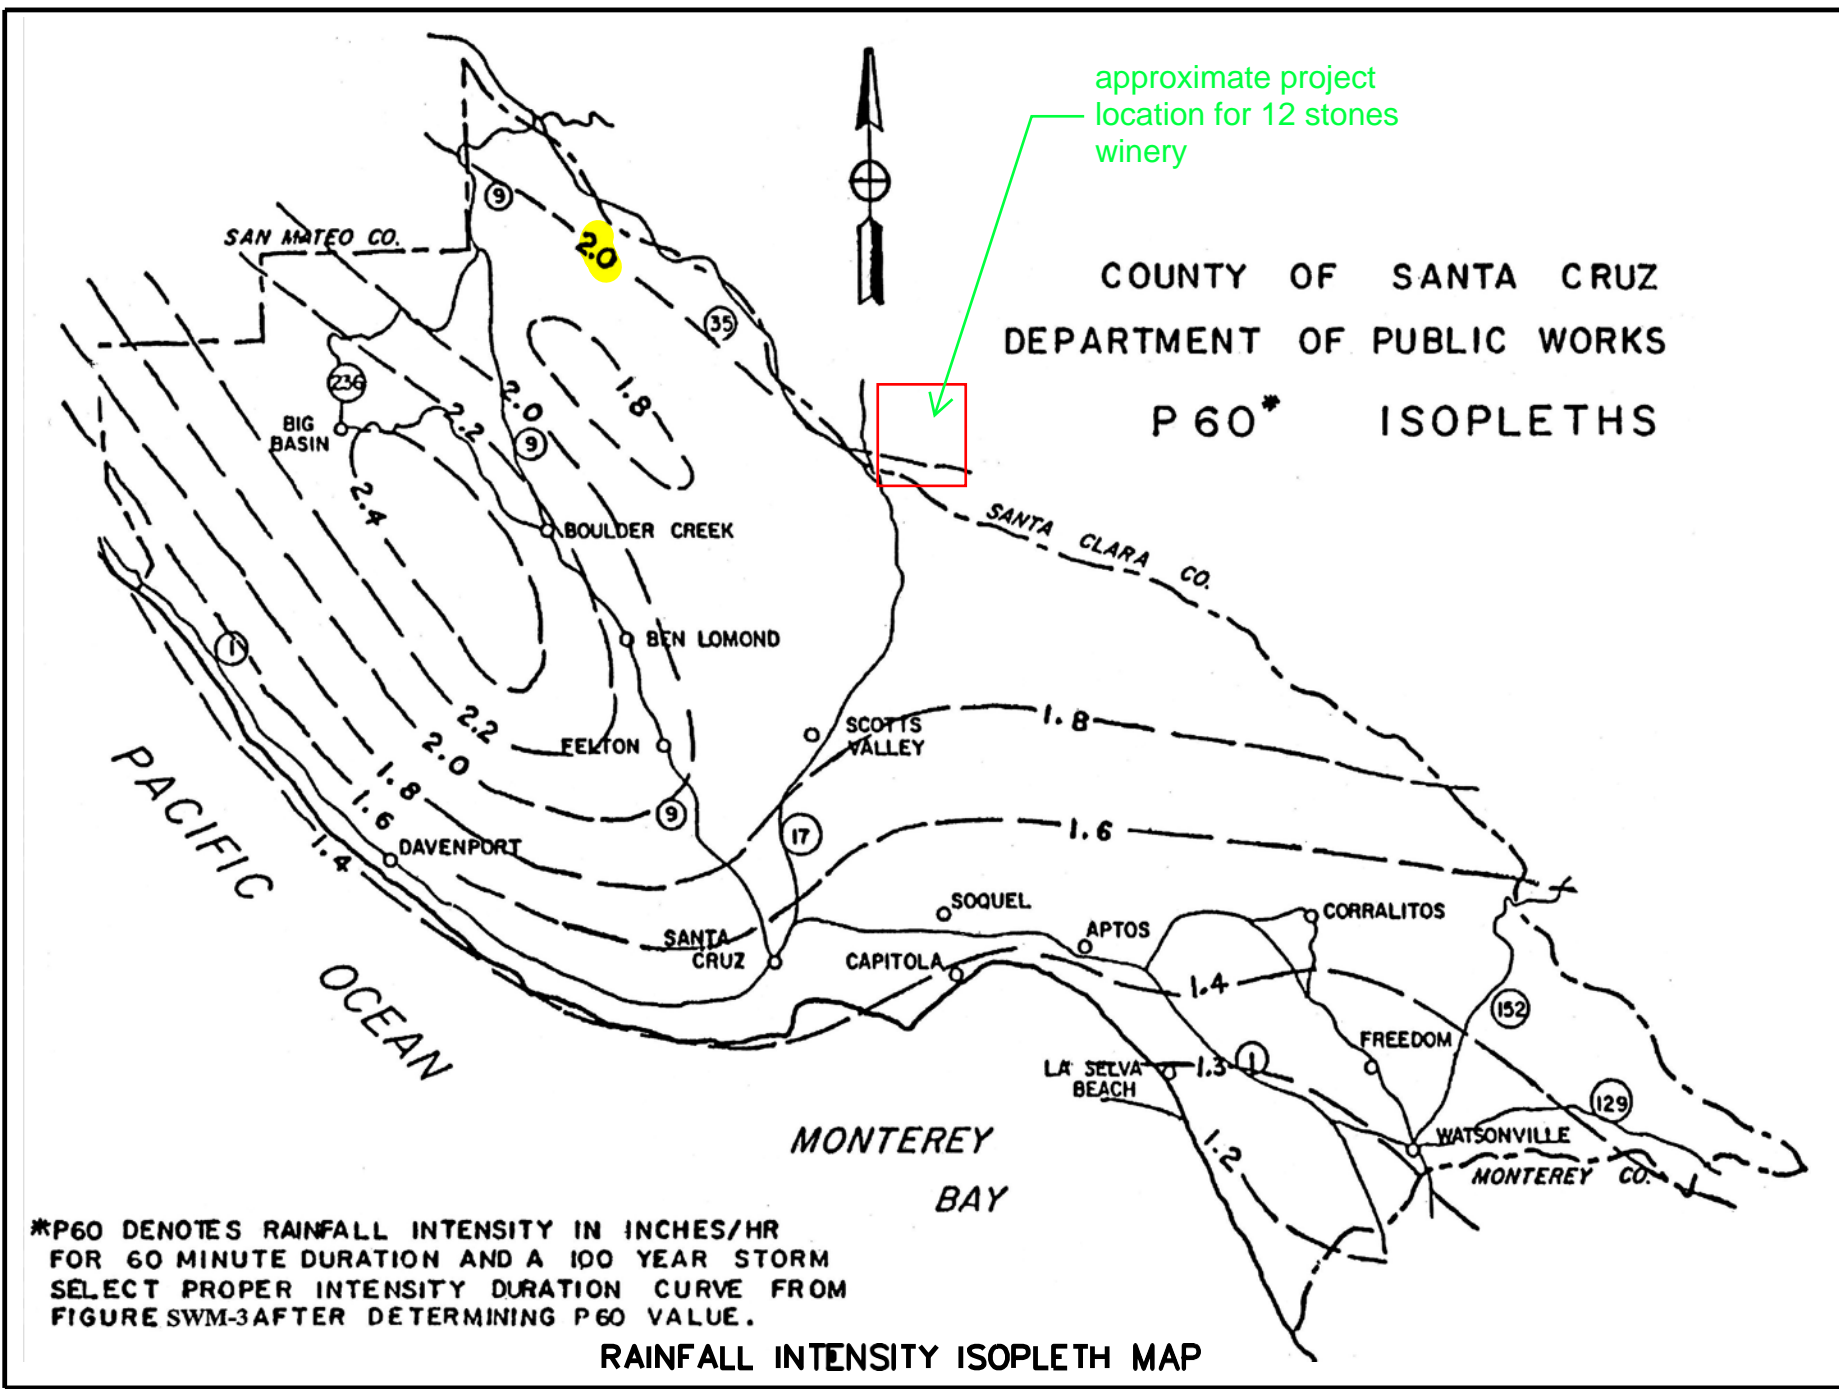 approximate project
location for 12 stones
winery
COUNTY OF SANTA CRUZ
DEPARTMENT OF PUBLIC WORKS
P60* ISOPLETHS
SAN MATEO CO.
9
2.0
35
236
BIG
BASIN
2.2
2.0
9
1.8
2.4
BOULDER CREEK
SANTA CLARA CO.
1
BEN LOMOND
2.2
FELTON
2.0
SCOTTS
VALLEY
1.8
1.8
1.6
9
17
1.6
1.4
DAVENPORT
PACIFIC
OCEAN
SANTA
CRUZ
SOQUEL
CAPITOLA
APTOS
CORRALITOS
1.4
152
FREEDOM
LA SELVA
BEACH
1.3
1
129
1.2
WATSONVILLE
MONTEREY CO.
MONTEREY
BAY
*P60 DENOTES RAINFALL INTENSITY IN INCHES/HR
FOR 60 MINUTE DURATION AND A 100 YEAR STORM
SELECT PROPER INTENSITY DURATION CURVE FROM
FIGURE SWM-3 AFTER DETERMINING P60 VALUE.
RAINFALL INTENSITY ISOPLETH MAP